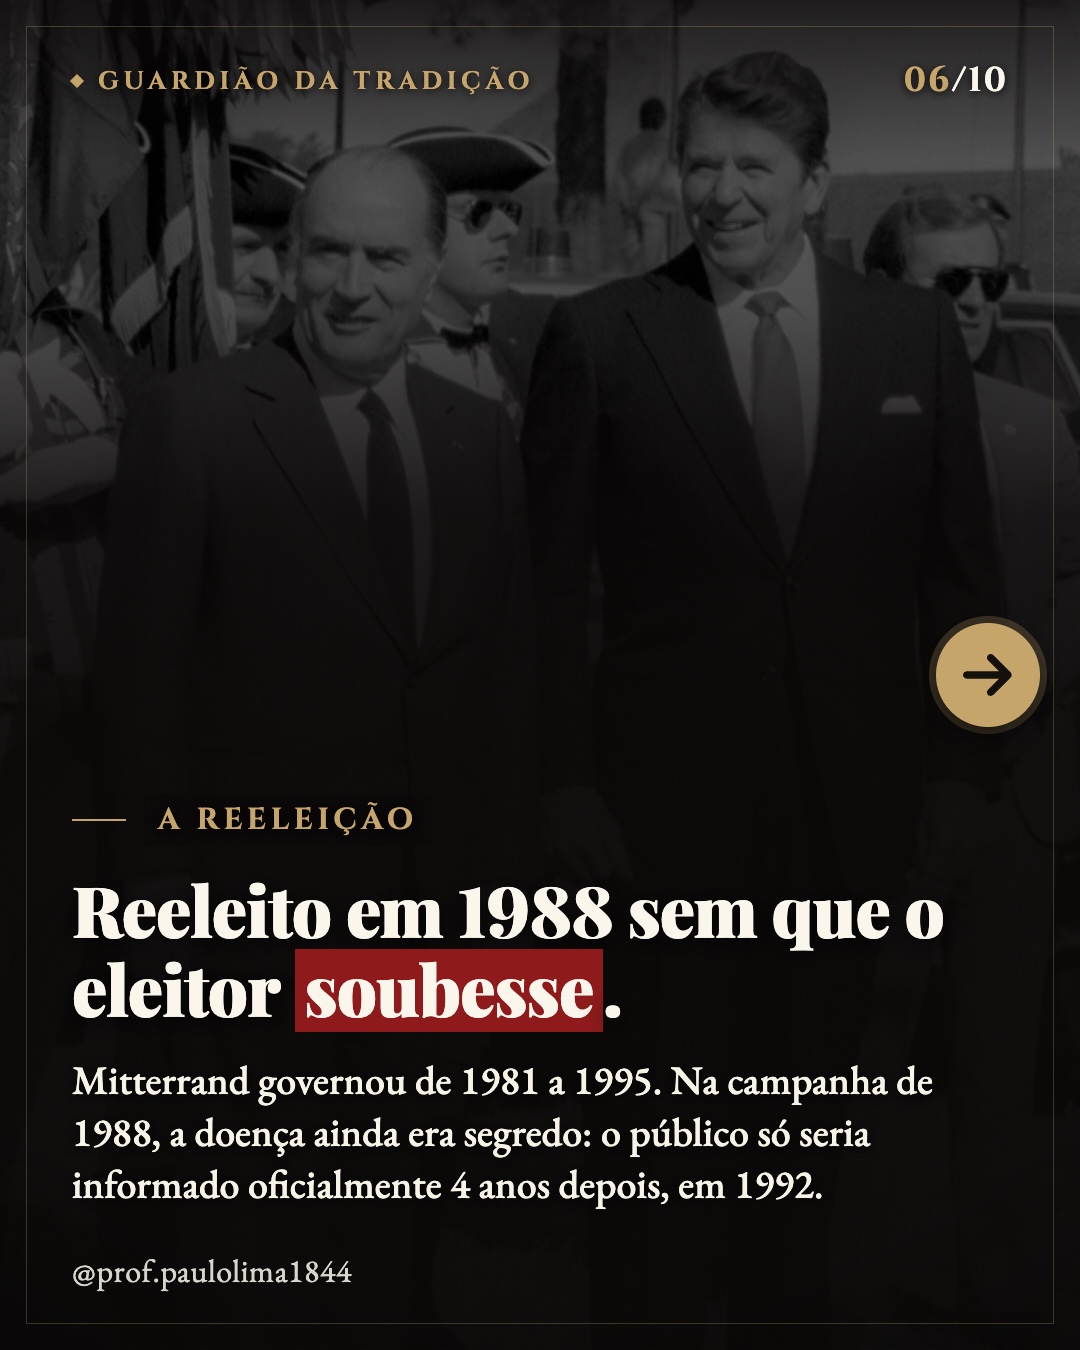 GUARDIÃO DA TRADIÇÃO
06/10
A REELEIÇÃO
Reeleito em 1988 sem que o
eleitor soubesse.
Mitterrand governou de 1981 a 1995. Na campanha de
1988, a doença ainda era segredo: o público só seria
informado oficialmente 4 anos depois, em 1992.
@prof.paulolima1844